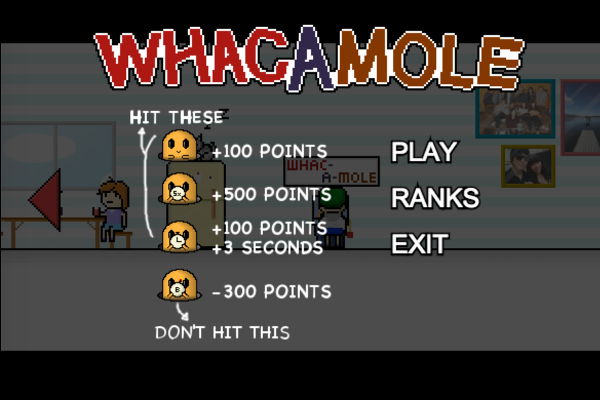 WHACAMOLE
HIT THESE
+100 POINTS
+500 POINTS
5x
+100 POINTS
+3 SECONDS
L
-300 POINTS
B
DON'T HIT THIS
WHAC-
A-MOLE
PLAY
RANKS
EXIT